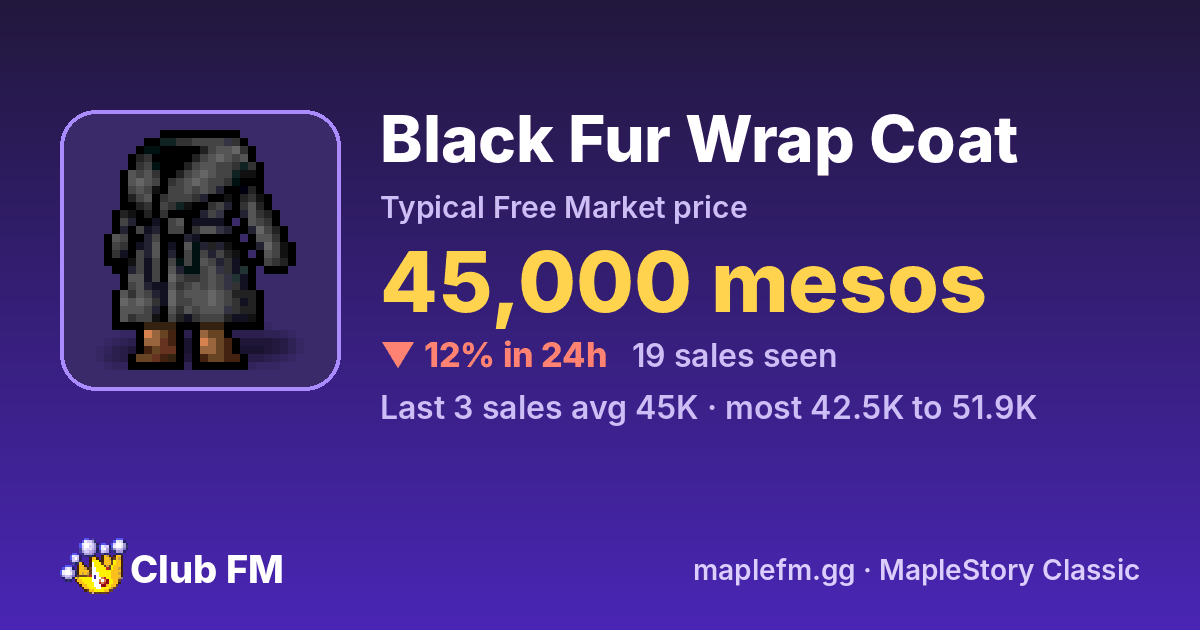 Black Fur Wrap Coat
Typical Free Market price
45,000 mesos
▼ 12% in 24h 19 sales seen
Last 3 sales avg 45K · most 42.5K to 51.9K
Club FM
maplefm.gg · MapleStory Classic